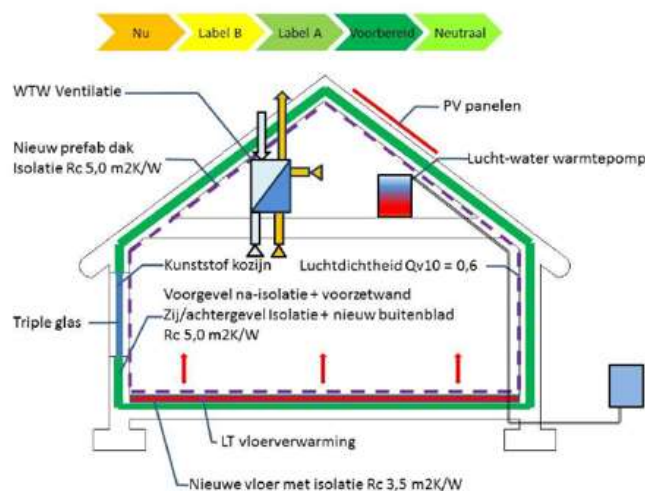 Nu
Label B
Label A
Voorbereid
Neutraal
WTW Ventilatie
PV panelen
Nieuw prefab dak
Isolatie Rc 5,0 m2K/W
Lucht-water warmtepomp
Kunststof kozijn
Luchtdichtheid Qv10 = 0,6
Voorgevel na-isolatie + voorzetwand
Triple glas
Zij/achtergevel Isolatie + nieuw buitenblad
Rc 5,0 m2K/W
LT vloerverwarming
Nieuwe vloer met isolatie Rc 3,5 m2K/W